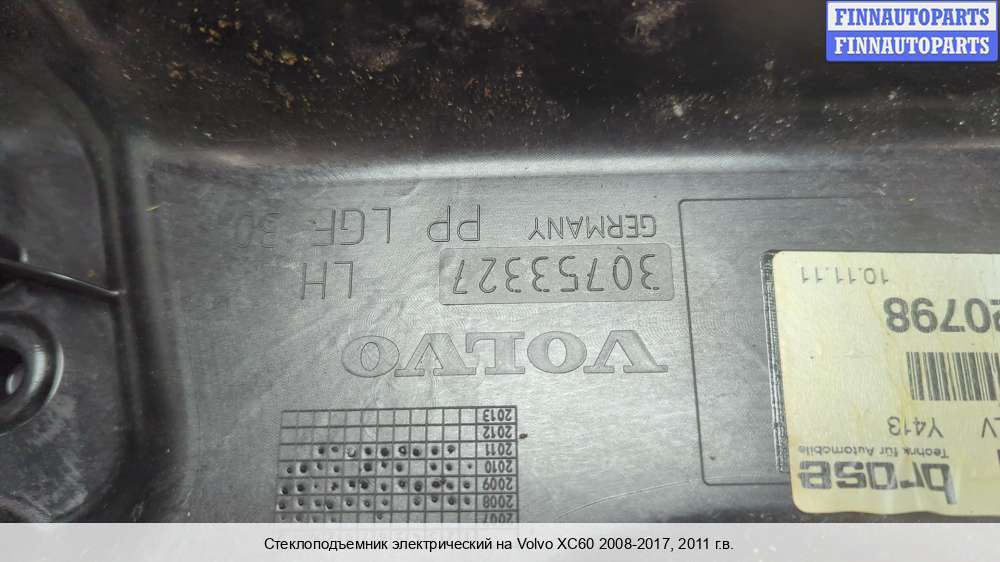 FINNAUTOPARTS
FINNAUTOPARTS
VOLVO
30753327 LH
GERMANY PP LGF 30
2013
2012
2011
2010
2009
2008
2007
brose
Technik für Automobile
Y413
20798
10.11.11
Стеклоподъемник электрический на Volvo XC60 2008-2017, 2011 г.в.